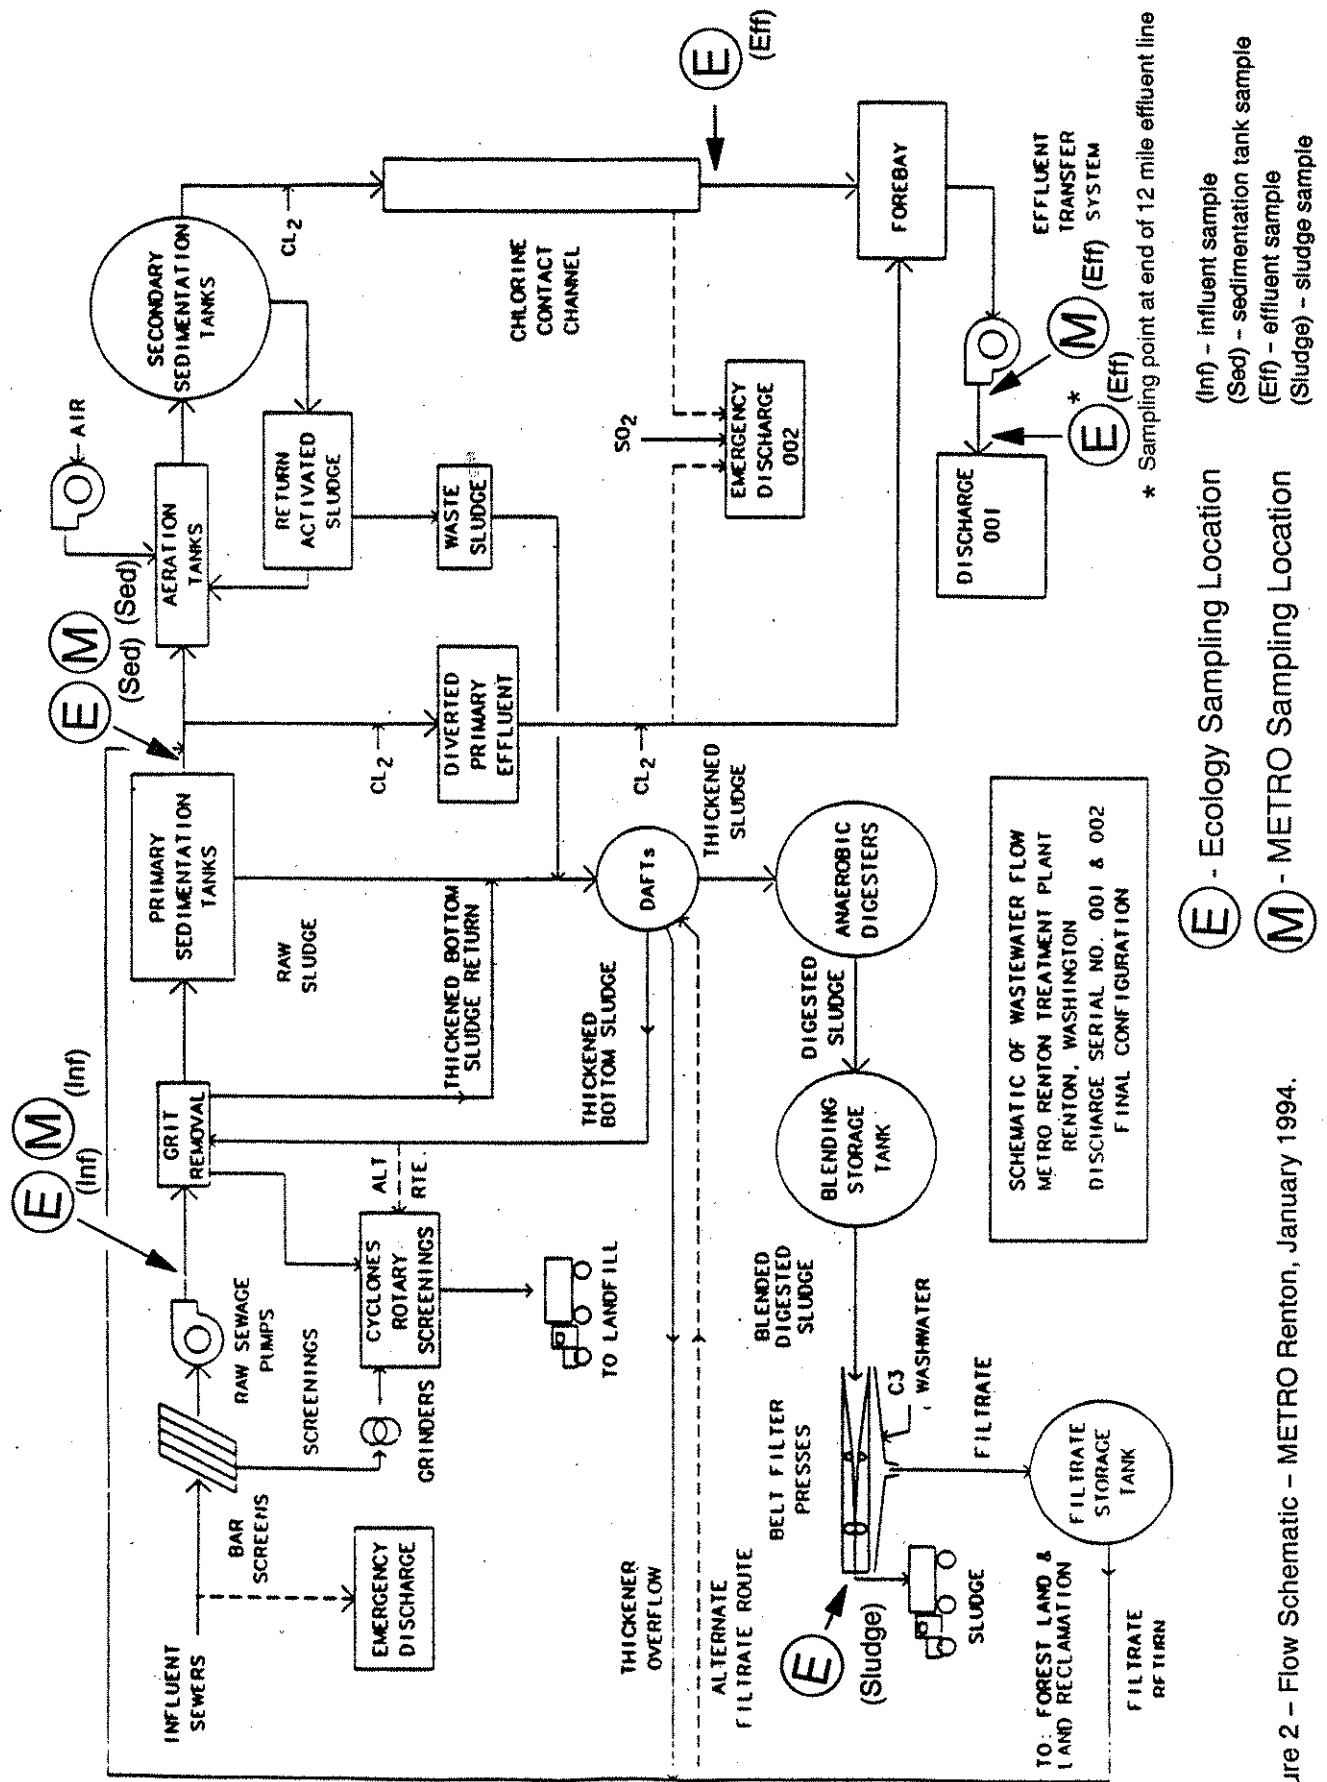 INFLUENT
SEWERS
BAR
SCREENS
EMERGENCY
DISCHARGE
RAW SEWAGE
PUMPS
SCREENINGS
GRINDERS
E
(Inf)
M
(Inf)
GRIT
REMOVAL
CYCLONES
ROTARY
SCREENINGS
ALT
RTE.
TO LANDFILL
PRIMARY
SEDIMENTATION
TANKS
RAW
SLUDGE
THICKENED BOTTOM
SLUDGE RETURN
THICKENED
BOTTOM SLUDGE
E
(Sed)
M
(Sed)
AIR
AERATION
TANKS
SECONDARY
SEDIMENTATION
TANKS
RETURN
ACTIVATED
SLUDGE
WASTE
SLUDGE
CL2
DIVERTED
PRIMARY
EFFLUENT
CL2
CL2
CHLORINE
CONTACT
CHANNEL
E
(Eff)
SO2
EMERGENCY
DISCHARGE
002
FOREBAY
EFFLUENT
TRANSFER
SYSTEM
M
(Eff)
E
*
(Eff)
DISCHARGE
001
* Sampling point at end of 12 mile effluent line
DAFTs
THICKENED
SLUDGE
ANAEROBIC
DIGESTERS
DIGESTED
SLUDGE
BLENDING
STORAGE
TANK
BLENDED
DIGESTED
SLUDGE
BELT FILTER
PRESSES
C3
WASHWATER
FILTRATE
FILTRATE
STORAGE
TANK
THICKENER
OVERFLOW
ALTERNATE
FILTRATE ROUTE
E
(Sludge)
SLUDGE
TO: FOREST LAND &
LAND RECLAMATION
FILTRATE
RETURN
SCHEMATIC OF WASTEWATER FLOW
METRO RENTON TREATMENT PLANT
RENTON, WASHINGTON
DISCHARGE SERIAL NO. 001 & 002
FINAL CONFIGURATION
E - Ecology Sampling Location
M - METRO Sampling Location
(Inf) - influent sample
(Sed) - sedimentation tank sample
(Eff) - effluent sample
(Sludge) - sludge sample
ure 2 – Flow Schematic – METRO Renton, January 1994.